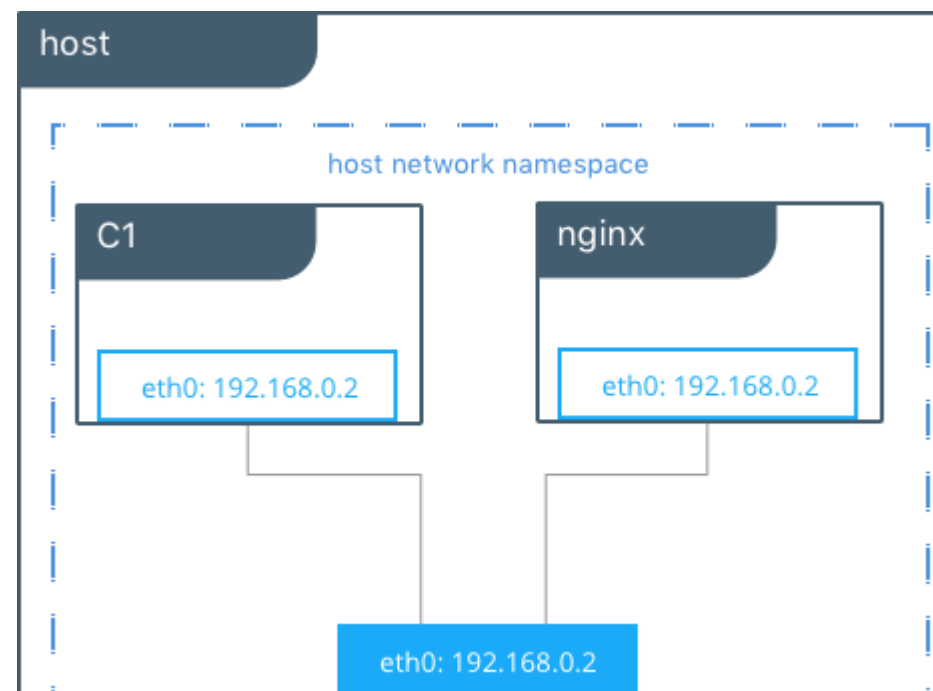 host
host network namespace
C1
nginx
eth0: 192.168.0.2
eth0: 192.168.0.2
eth0: 192.168.0.2